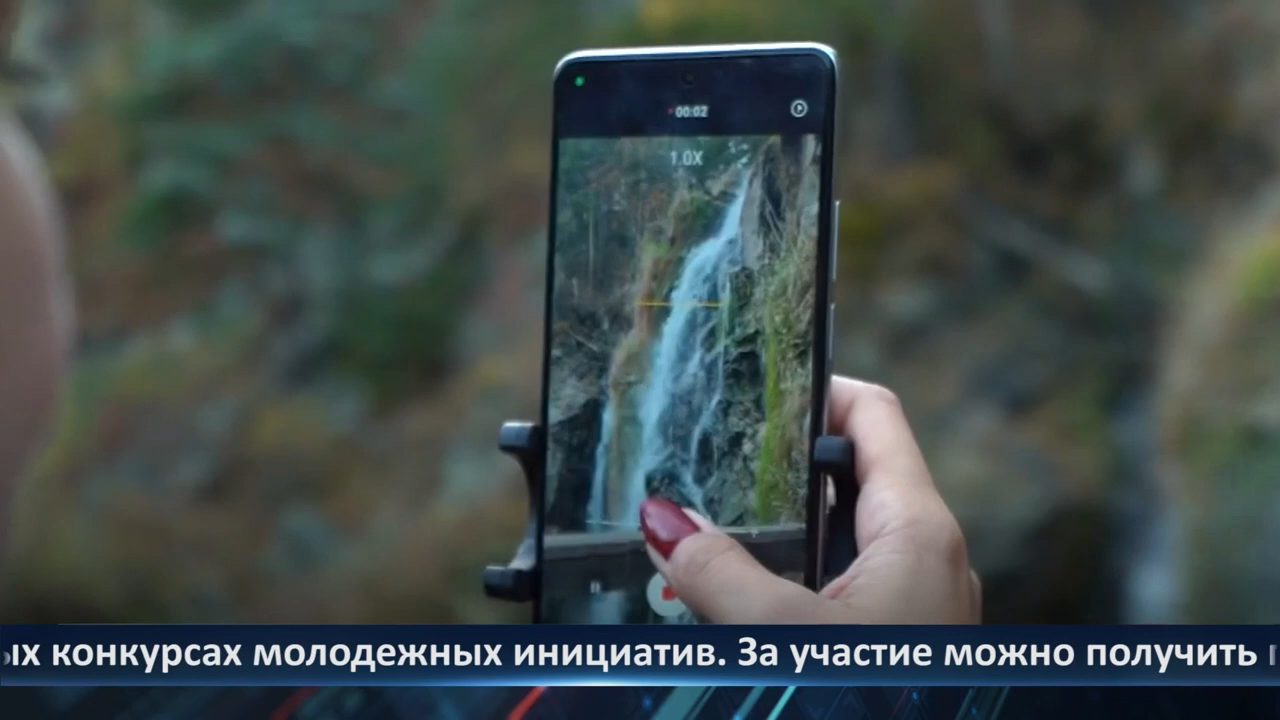 00:02
1.0X
ых конкурсах молодежных инициатив. За участие можно получить